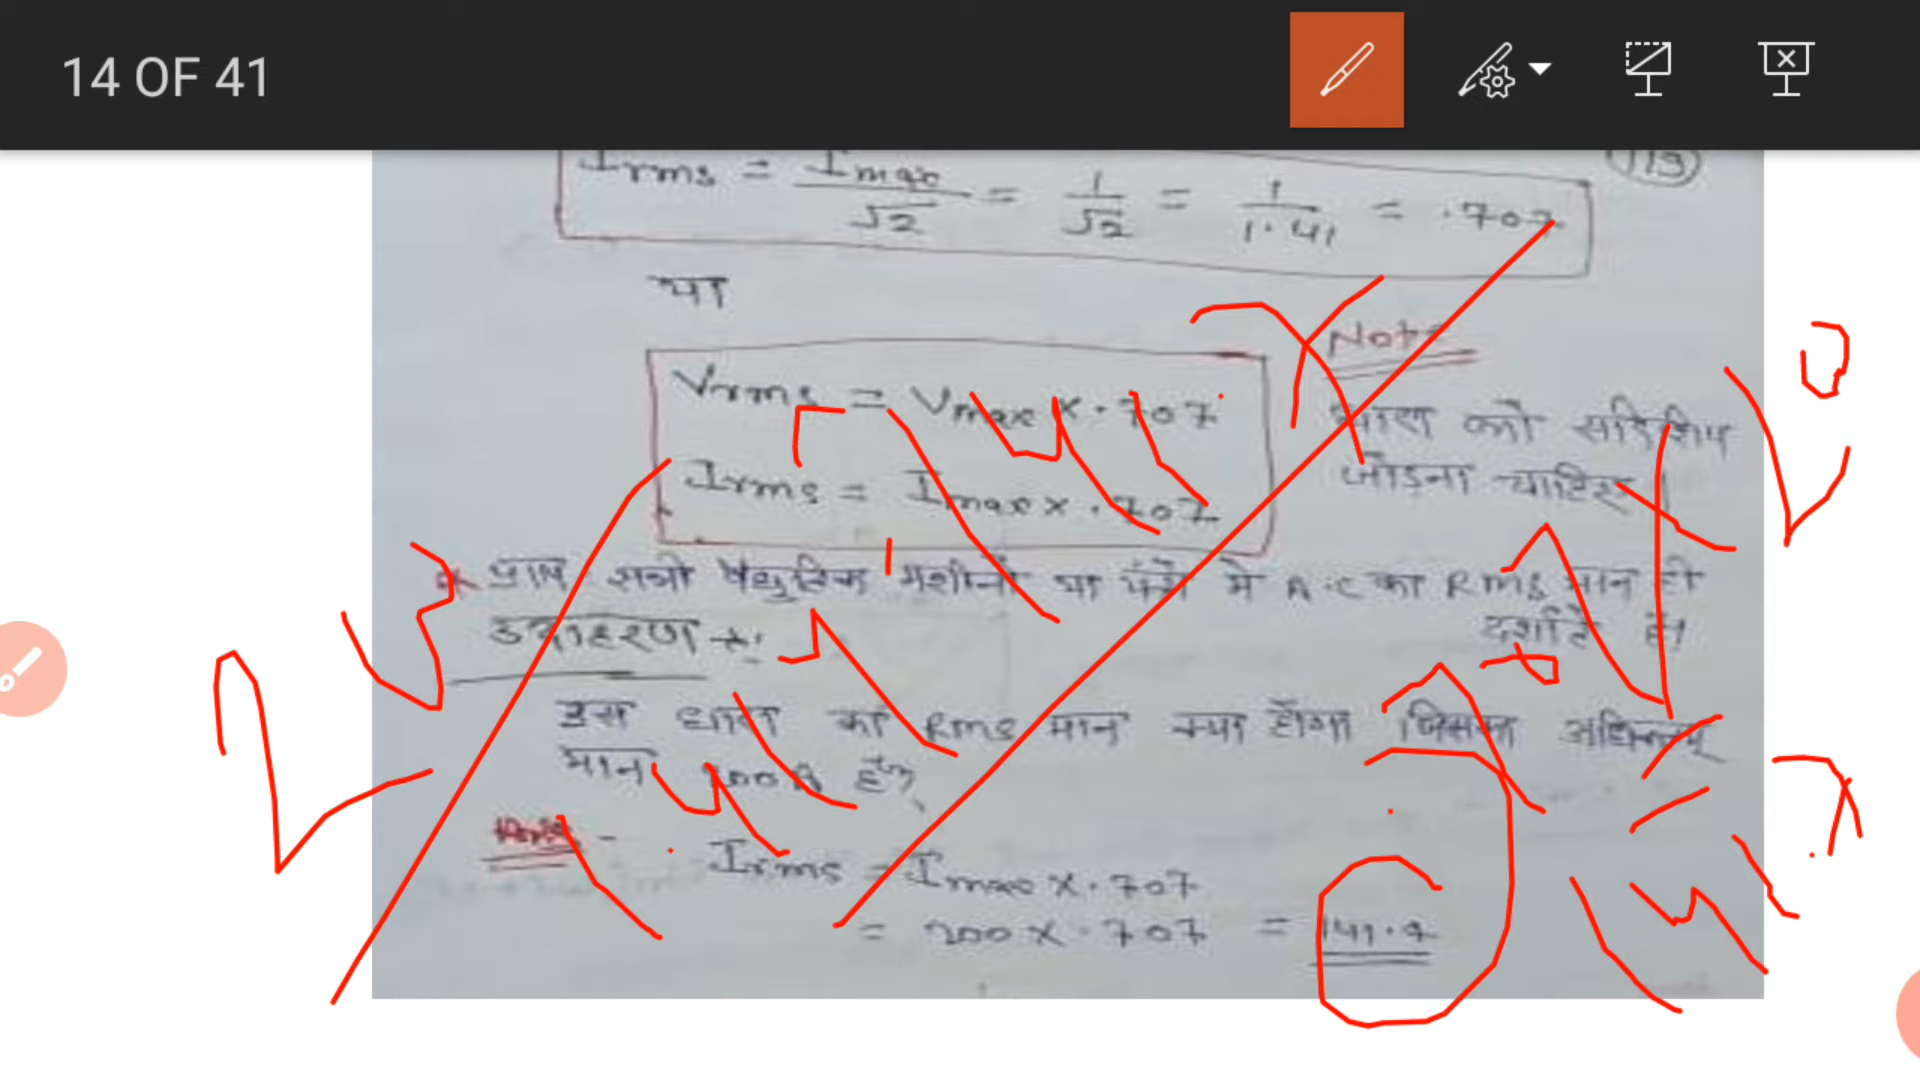 14 OF 41
113
Irms = Imax/√2 = 1/√2 = 1/1.41 = .707
या
Vrms = Vmax x .707
Irms = Imax x .707
Note
धारा को सदिशीय
जोड़ना चाहिए।
* प्राय सभी वैधुतिक मशीनों या पंखे मे A.C का Rms मान ही
दर्शाते है।
उदाहरण
उस धारा का Rms मान क्या होगा जिसका अधिकतम्
मान 200A है?
Ans -
Irms = Imax x .707
= 200 x .707 = 141.4